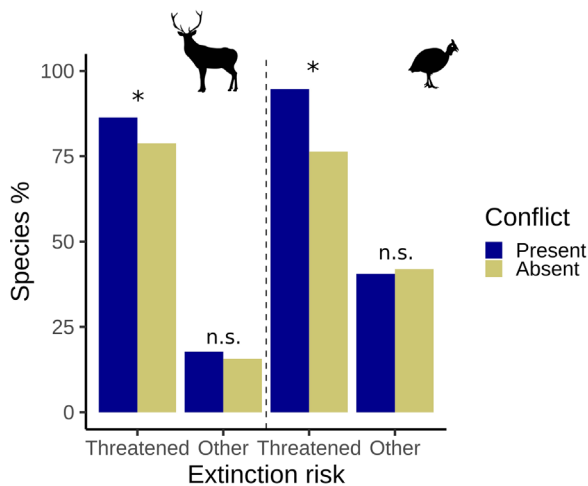 100
75
50
25
0
Species %
*
n.s.
*
n.s.
Threatened Other Threatened Other
Extinction risk
Conflict
Present
Absent